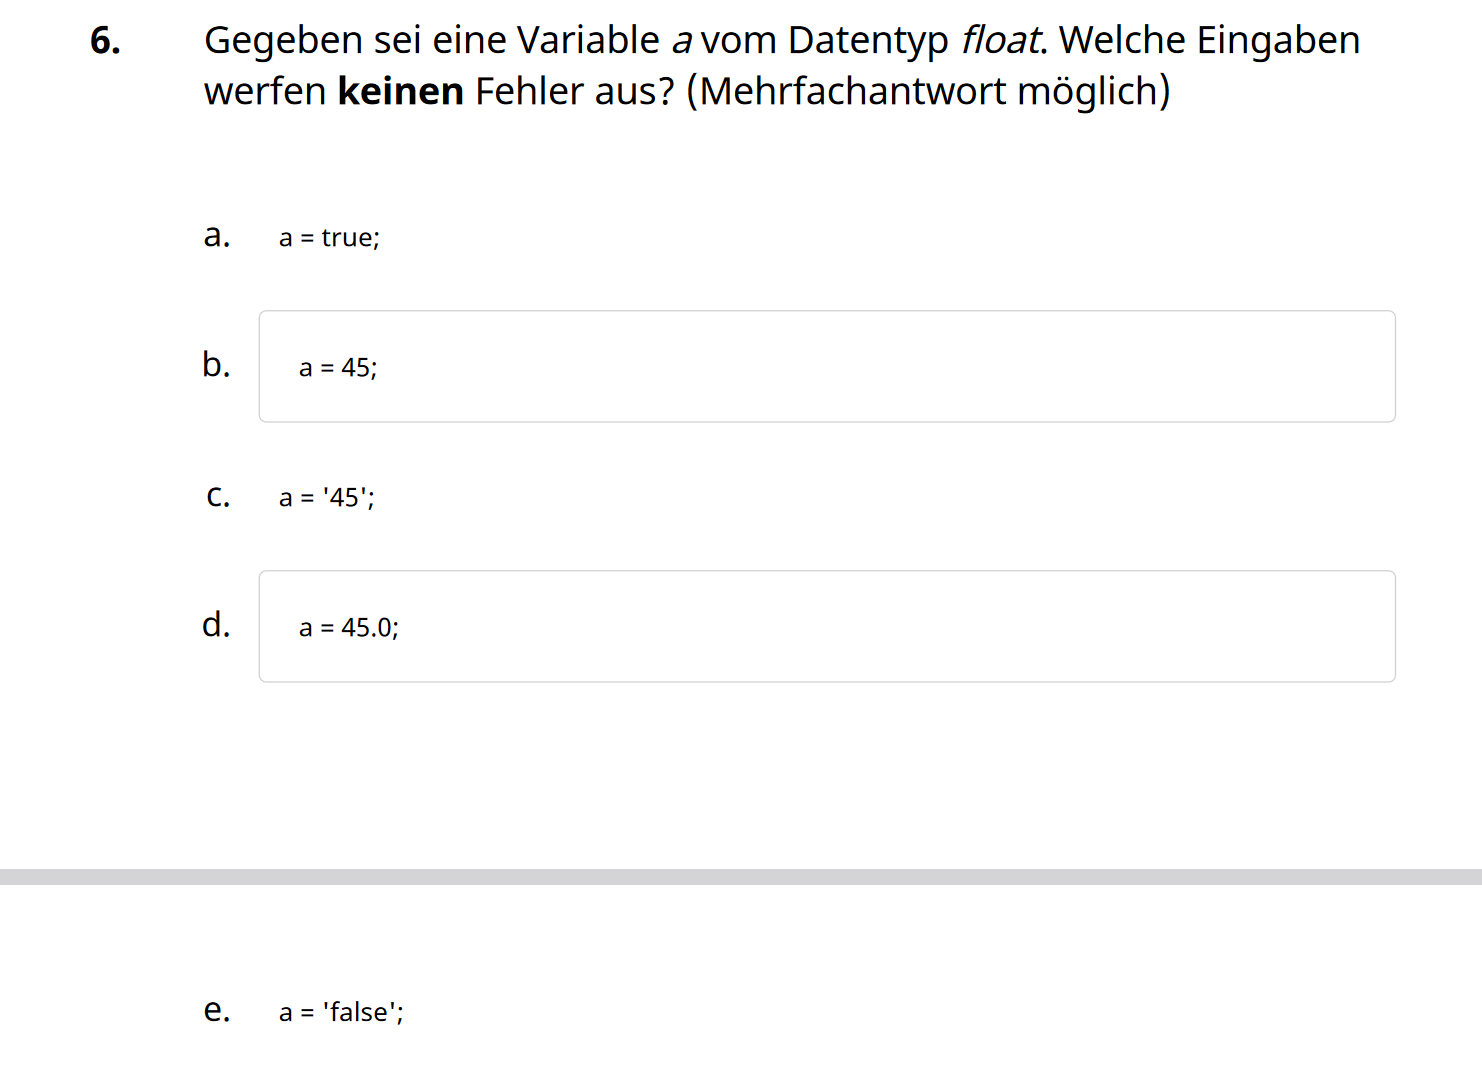 6. Gegeben sei eine Variable a vom Datentyp float. Welche Eingaben
werfen keinen Fehler aus? (Mehrfachantwort möglich)
a. a = true;
b. a = 45;
c. a = '45';
d. a = 45.0;
e. a = 'false';